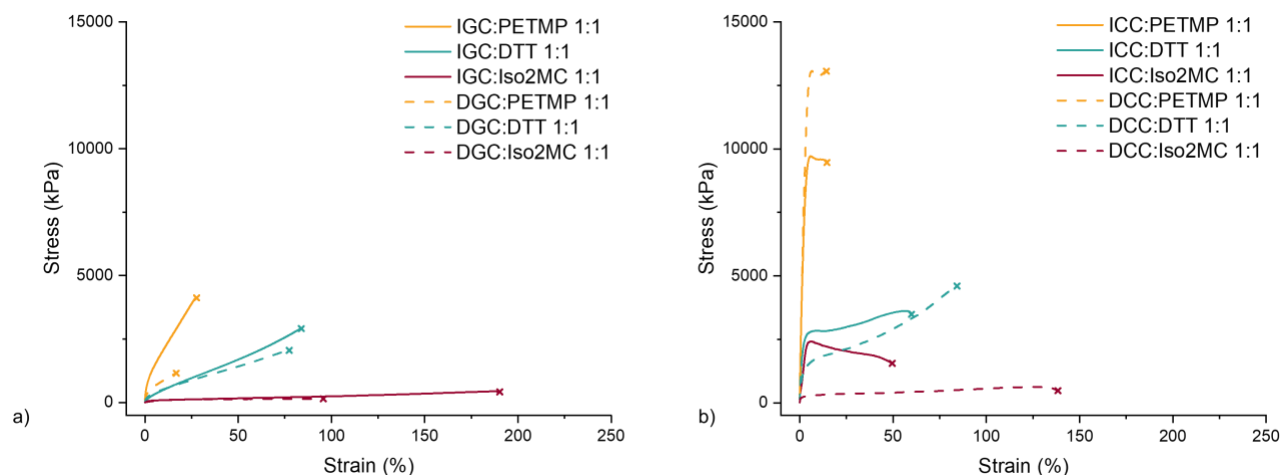 15000
10000
5000
0
Stress (kPa)
IGC:PETMP 1:1
IGC:DTT 1:1
IGC:Iso2MC 1:1
DGC:PETMP 1:1
DGC:DTT 1:1
DGC:Iso2MC 1:1
0 50 100 150 200 250
Strain (%)
a)
15000
10000
5000
0
Stress (kPa)
ICC:PETMP 1:1
ICC:DTT 1:1
ICC:Iso2MC 1:1
DCC:PETMP 1:1
DCC:DTT 1:1
DCC:Iso2MC 1:1
0 50 100 150 200 250
Strain (%)
b)